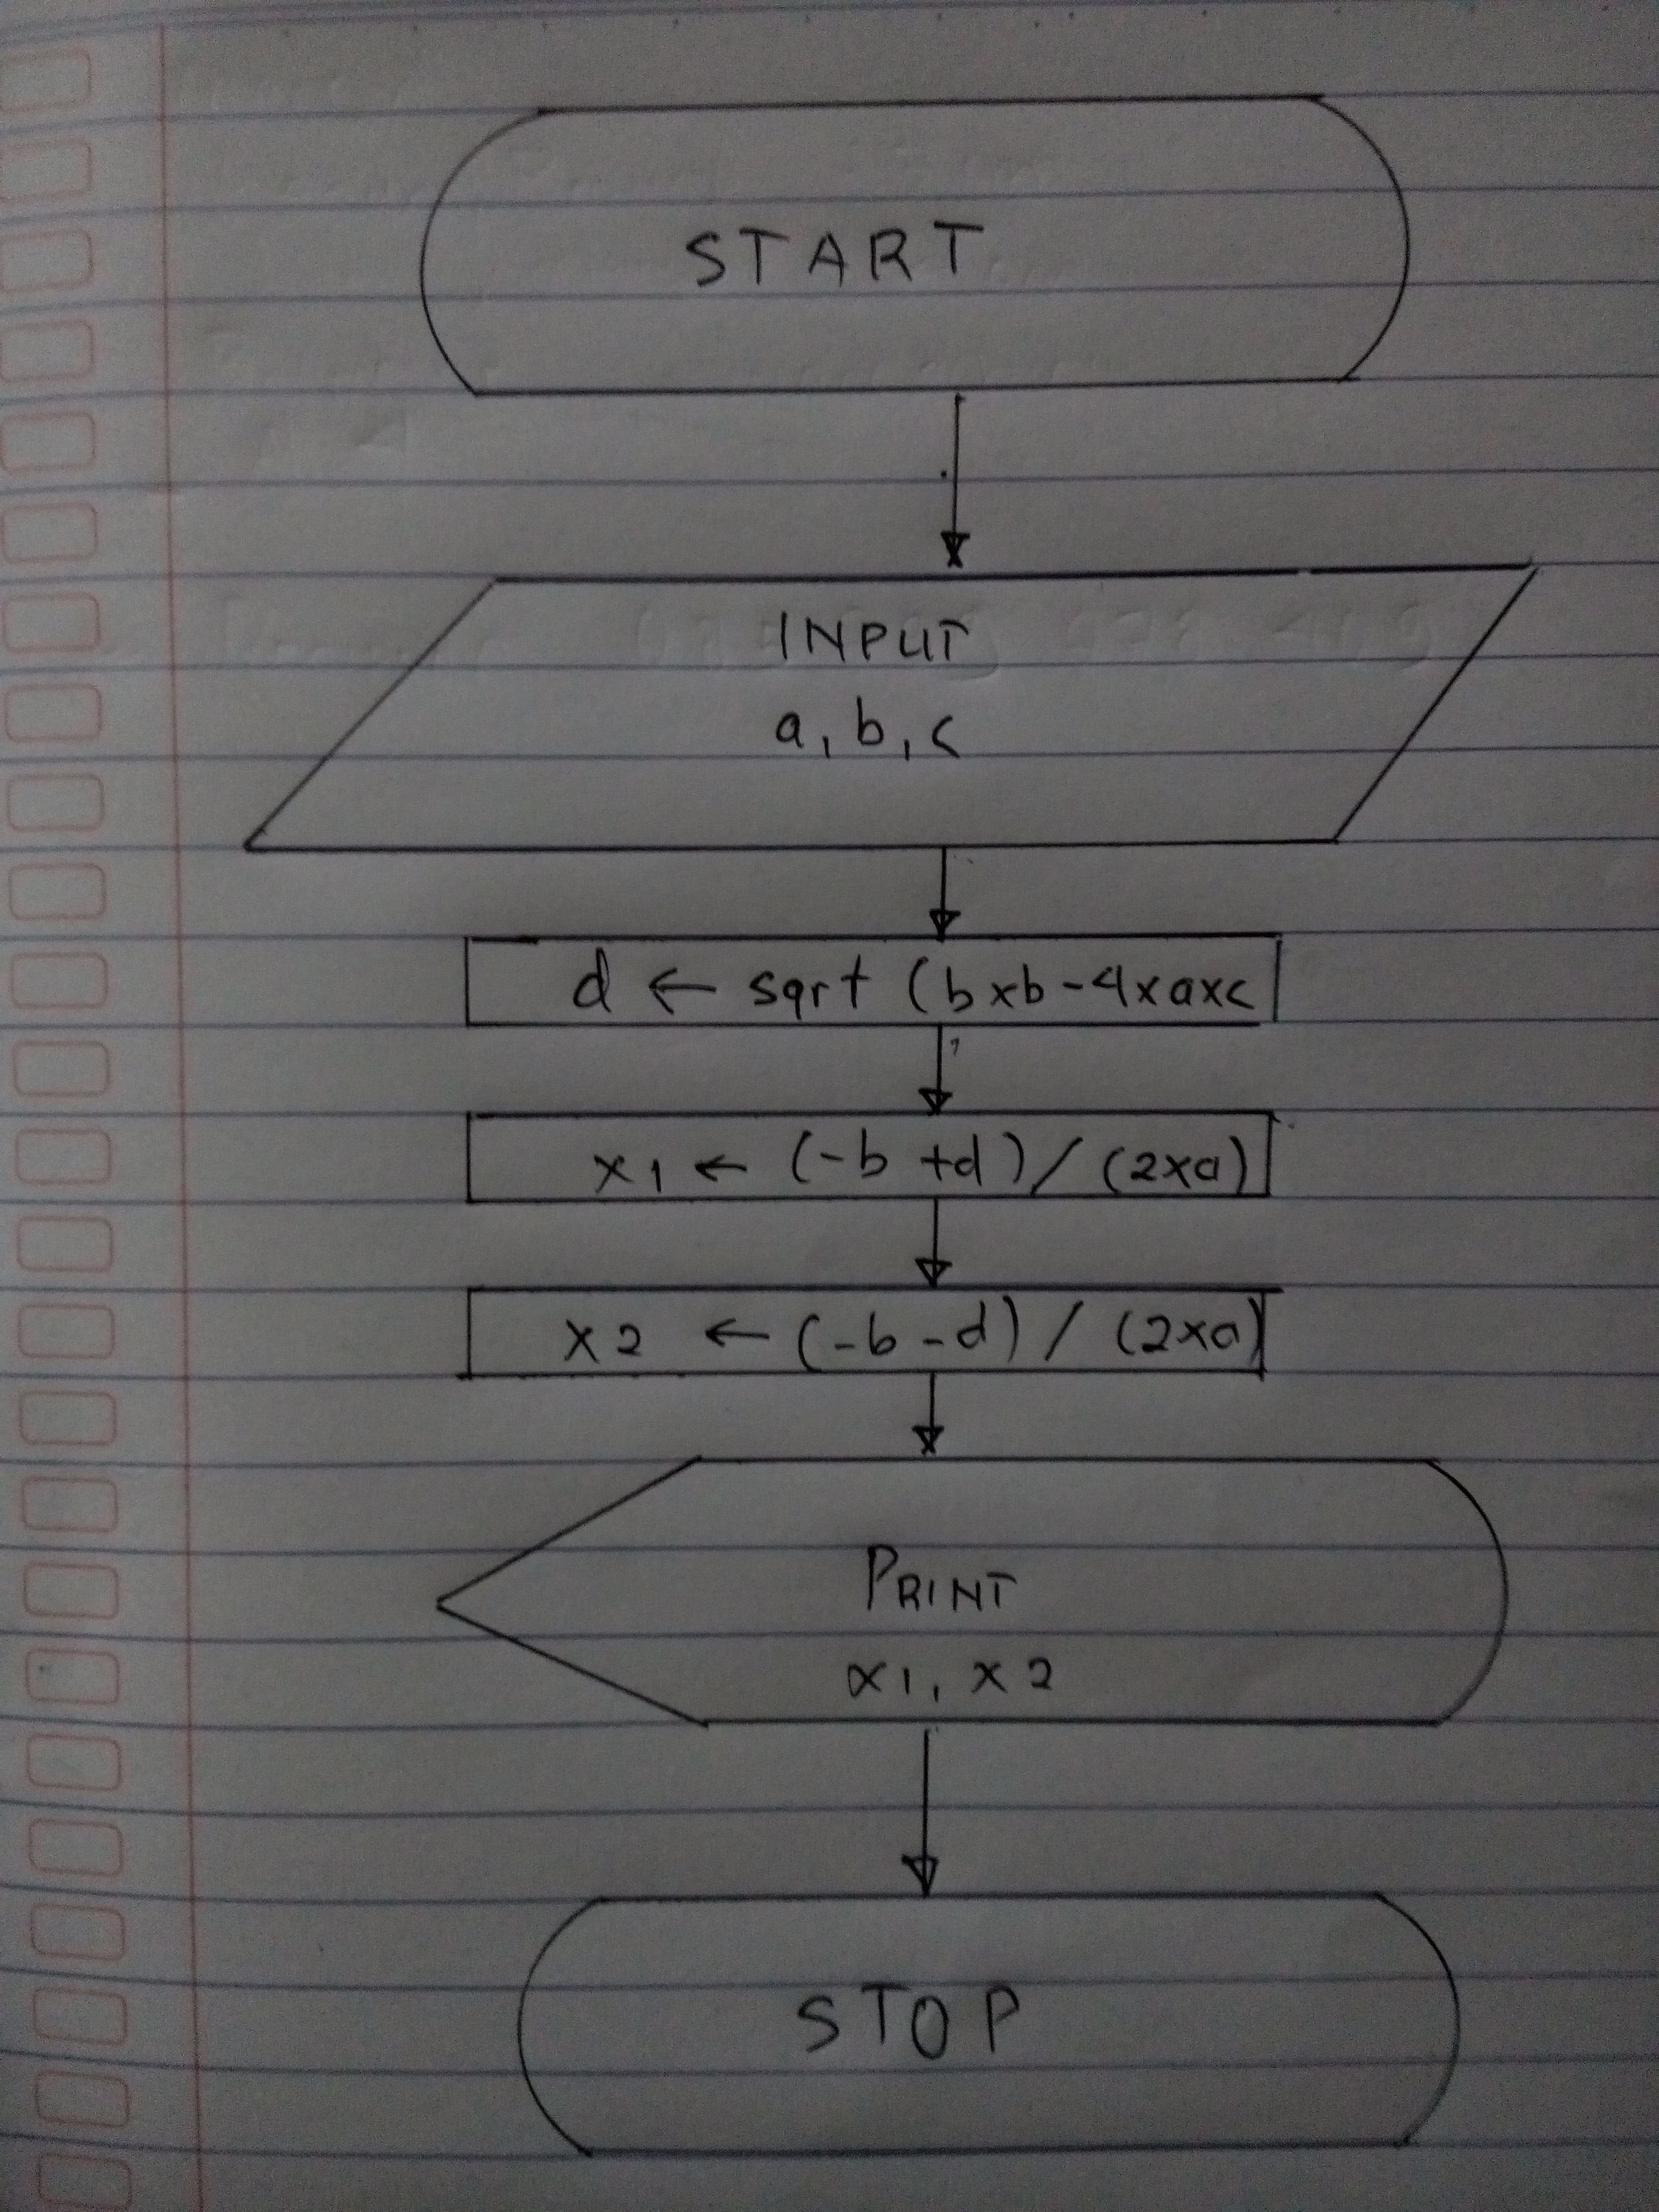 START
INPUT
a, b, c
d ← sqrt (bxb-4xaxc
x1 ← (-b +d) / (2xa)
x2 ← (-b-d) / (2xa)
PRINT
x1, x2
STOP